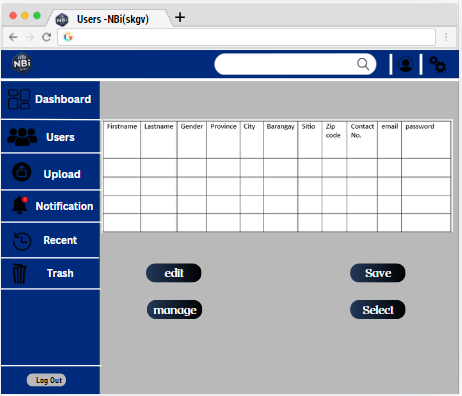 Users -NBi(skgv)
NBi
Dashboard
Firstname Lastname Gender Province City Barangay Sitio Zip code Contact No. email password
Users
Upload
Notification
Recent
edit Save
Trash
manage Select
Log Out